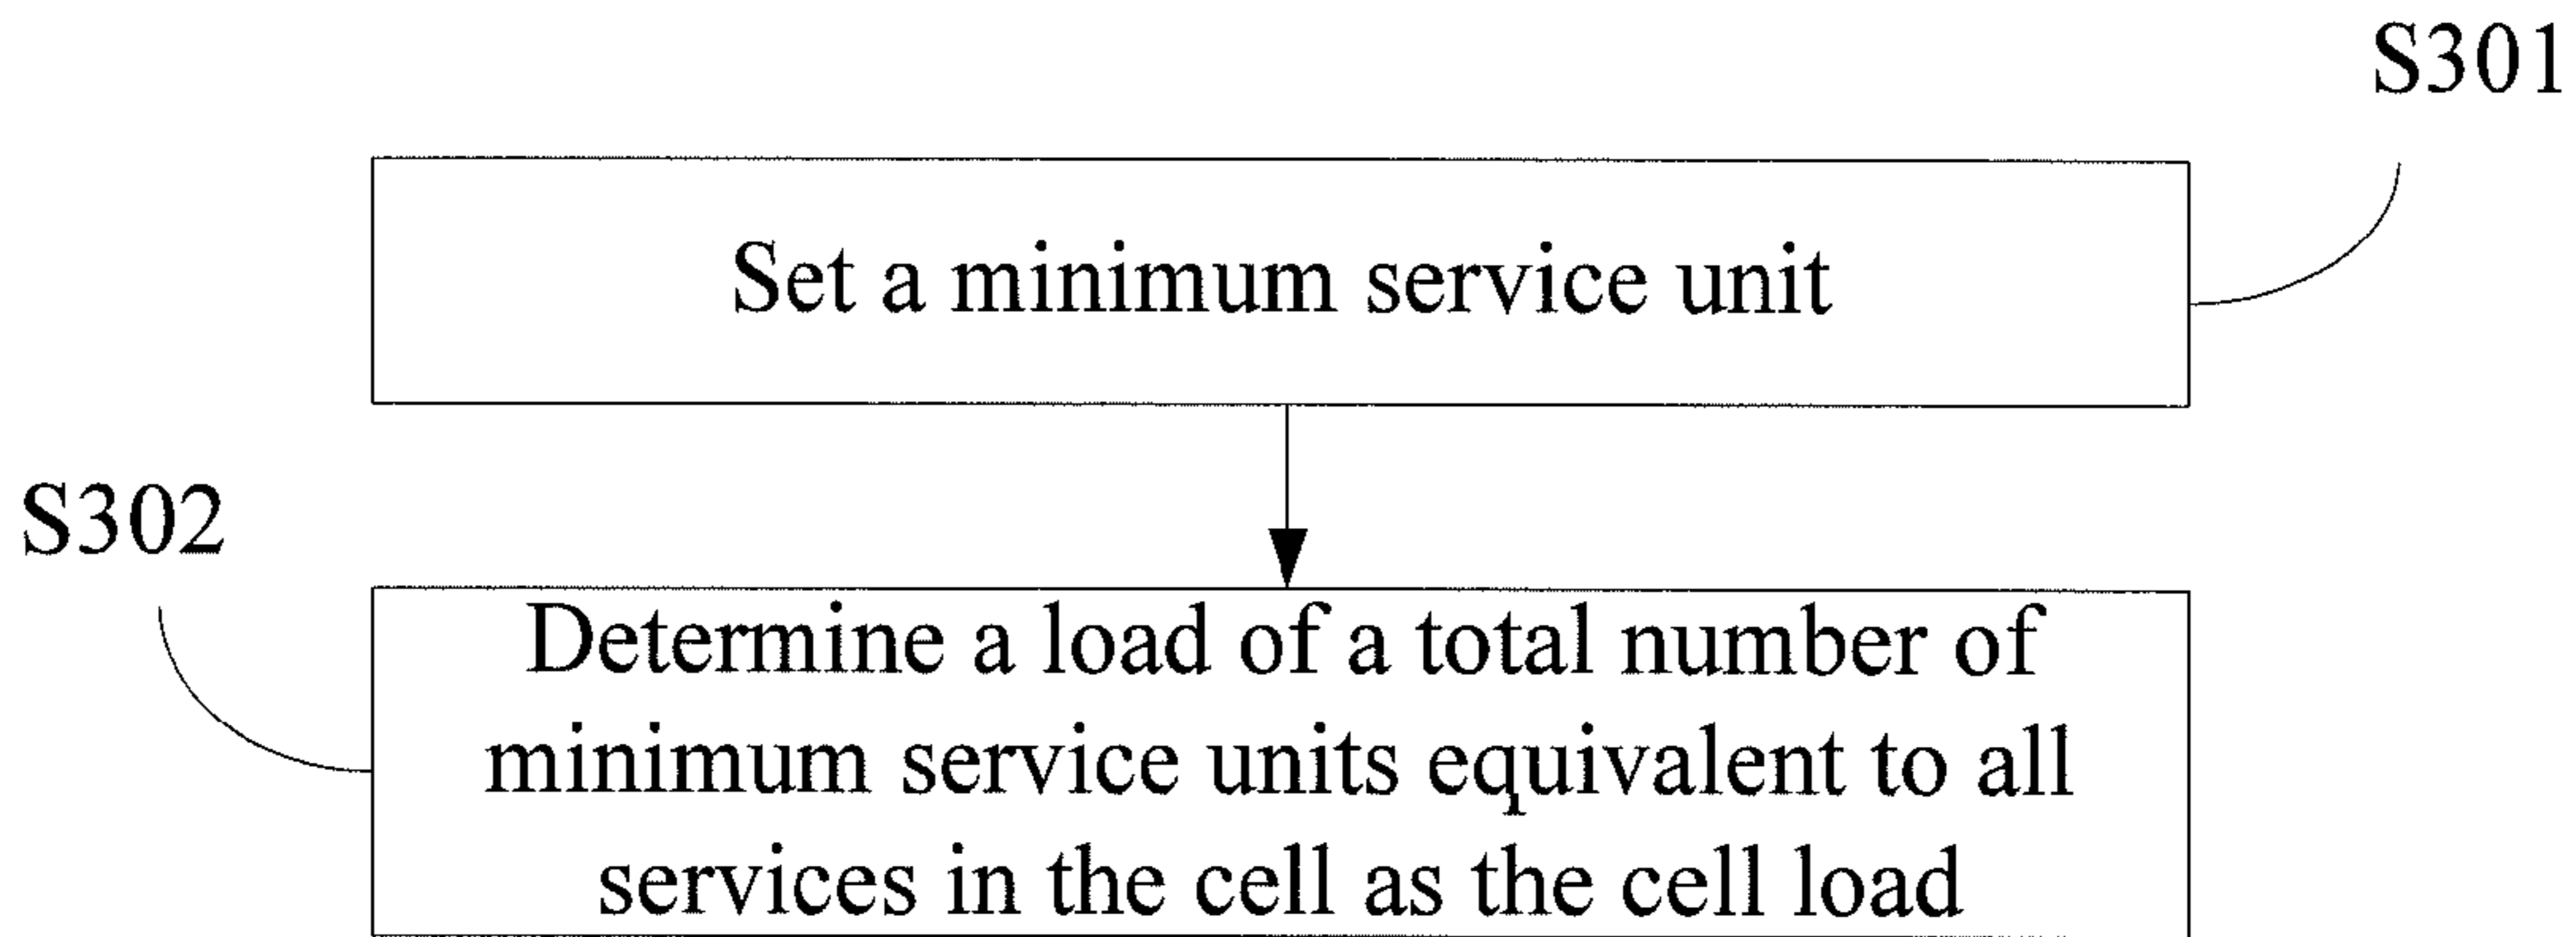 S301
Set a minimum service unit
S302
Determine a load of a total number of
minimum service units equivalent to all
services in the cell as the cell load